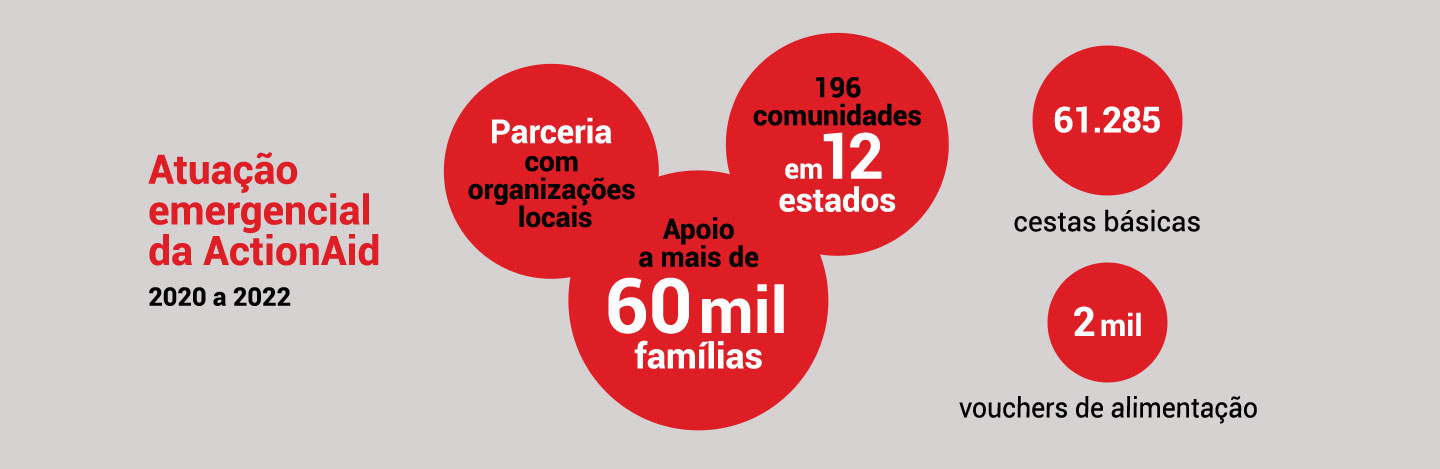 Atuação
emergencial
da ActionAid
2020 a 2022
Parceria
com
organizações
locais
Apoio
a mais de
60 mil
famílias
196
comunidades
em 12
estados
61.285
cestas básicas
2 mil
vouchers de alimentação